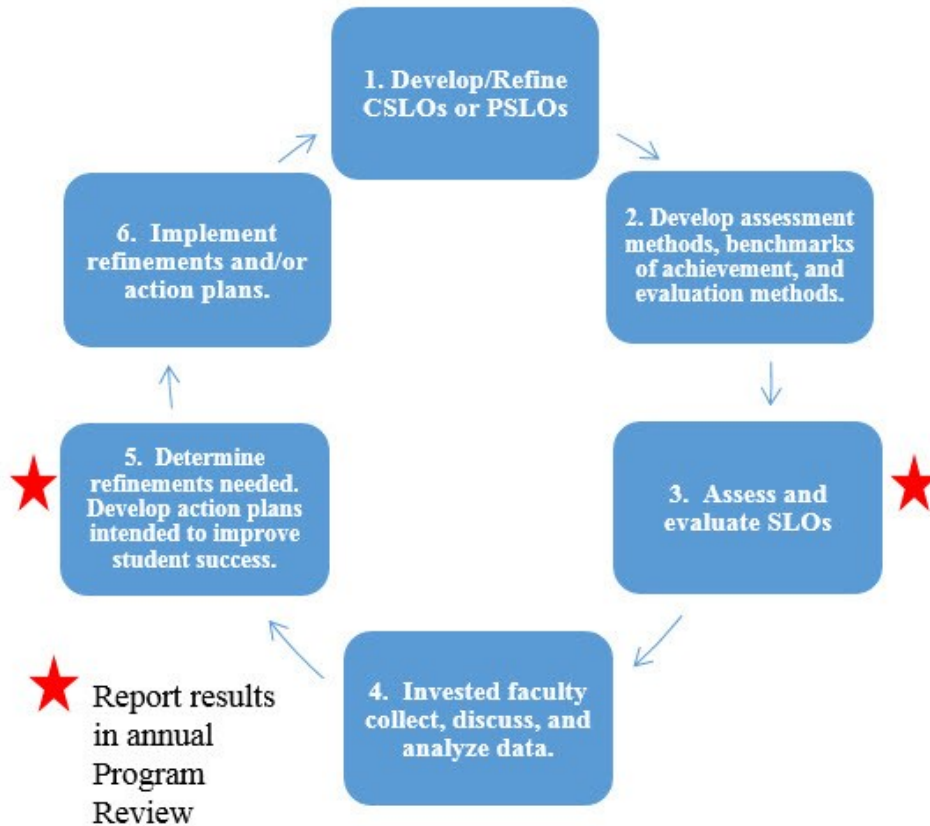 1. Develop/Refine
CSLOs or PSLOs
2. Develop assessment
methods, benchmarks
of achievement, and
evaluation methods.
3.  Assess and
evaluate SLOs
4.  Invested faculty
collect, discuss, and
analyze data.
5.  Determine
refinements needed.
Develop action plans
intended to improve
student success.
6.  Implement
refinements and/or
action plans.
Report results
in annual
Program
Review